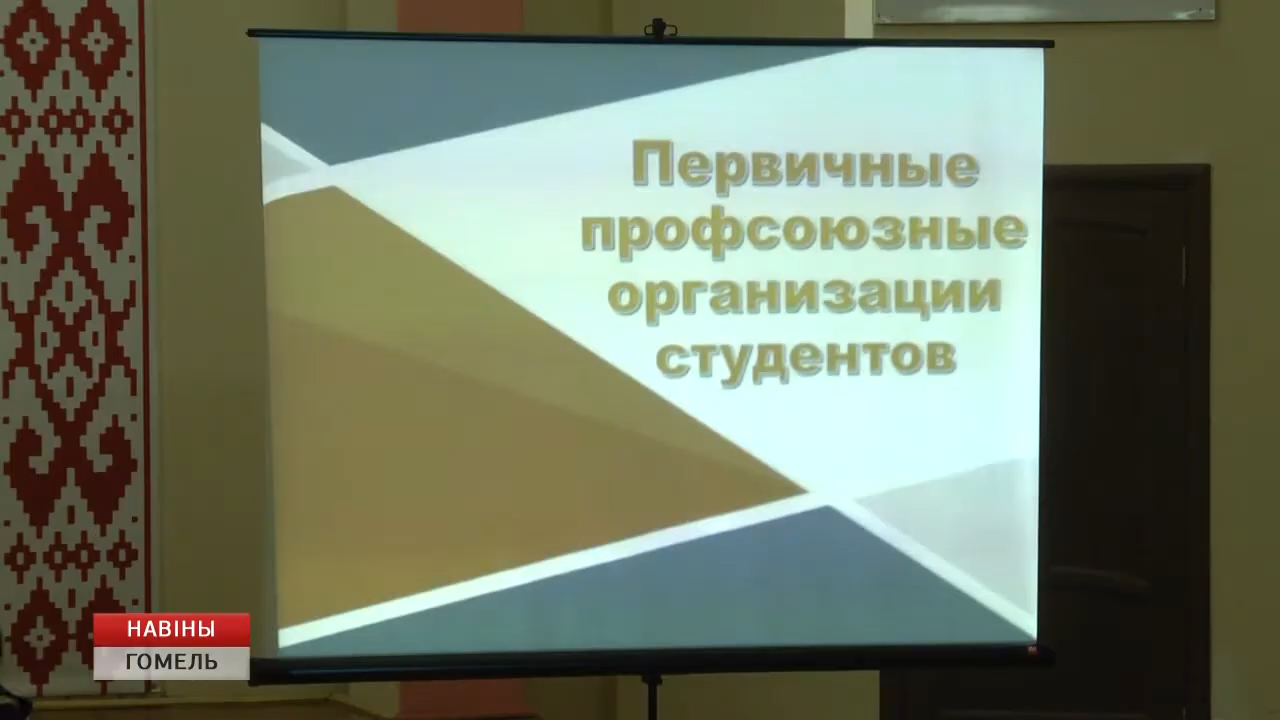 Первичные
профсоюзные
организации
студентов
НАВІНЫ
ГОМЕЛЬ